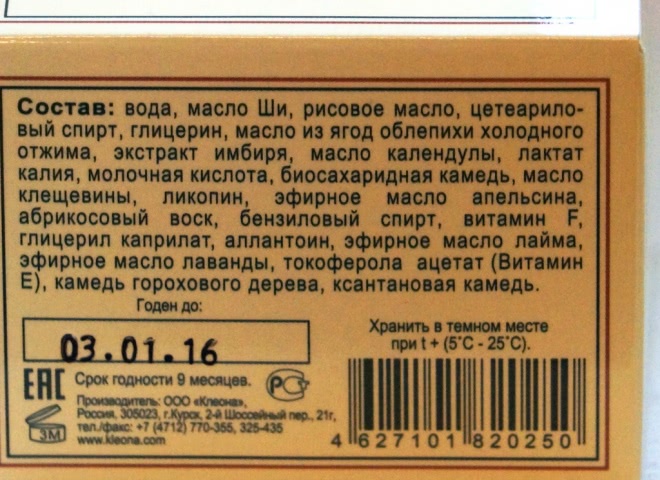 Состав: вода, масло Ши, рисовое масло, цетеарило-
вый спирт, глицерин, масло из ягод облепихи холодного
отжима, экстракт имбиря, масло календулы, лактат
калия, молочная кислота, биосахаридная камедь, масло
клещевины, ликопин, эфирное масло апельсина,
абрикосовый воск, бензиловый спирт, витамин F,
глицерил каприлат, аллантоин, эфирное масло лайма,
эфирное масло лаванды, токоферола ацетат (Витамин
Е), камедь горохового дерева, ксантановая камедь.
Годен до:
03.01.16
Хранить в темном месте
при t + (5°С - 25°С).
ЕАС Срок годности 9 месяцев. РСТ
Производитель: ООО «Клеона»,
Россия, 305023, г.Курск, 2-й Шоссейный пер., 21г,
тел./факс: +7 (4712) 770-355, 325-435
www.kleona.com
3М
4 627101 820250